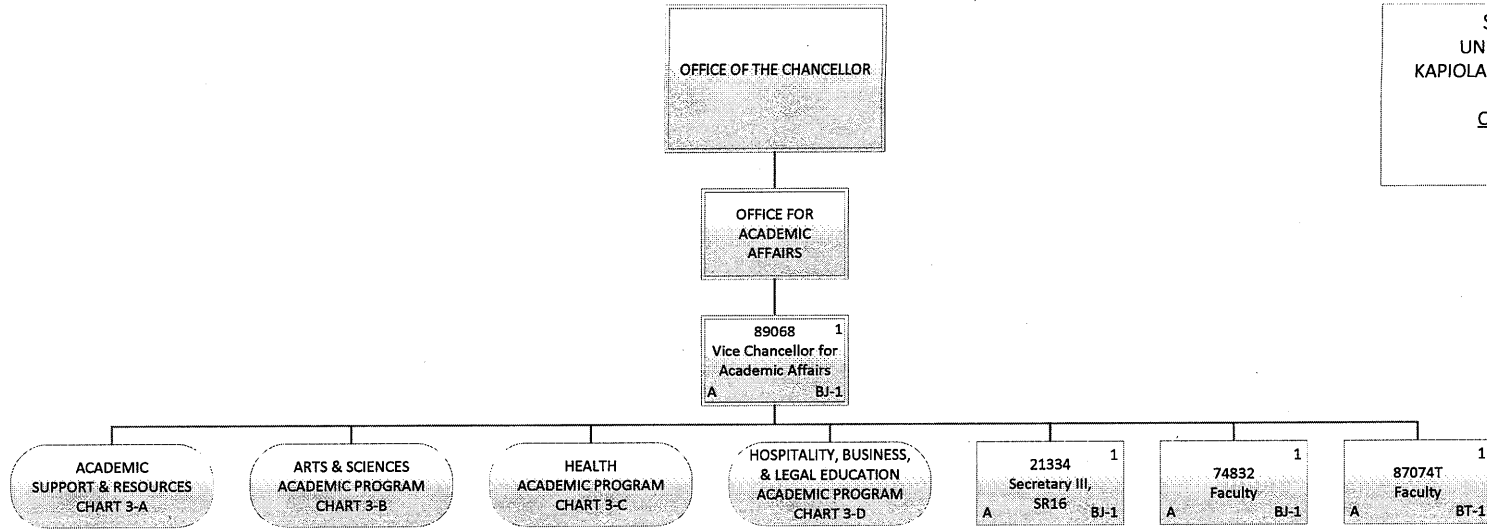 OFFICE OF THE CHANCELLOR
UN
KAPIOLA
OFFICE FOR
ACADEMIC
AFFAIRS
89068 1
Vice Chancellor for
Academic Affairs
A BJ-1
ACADEMIC
SUPPORT & RESOURCES
CHART 3-A
ARTS & SCIENCES
ACADEMIC PROGRAM
CHART 3-B
HEALTH
ACADEMIC PROGRAM
CHART 3-C
HOSPITALITY, BUSINESS,
& LEGAL EDUCATION
ACADEMIC PROGRAM
CHART 3-D
1
21334
Secretary III,
SR16
A BJ-1
1
74832
Faculty
A BJ-1
1
87074T
Faculty
A BT-1